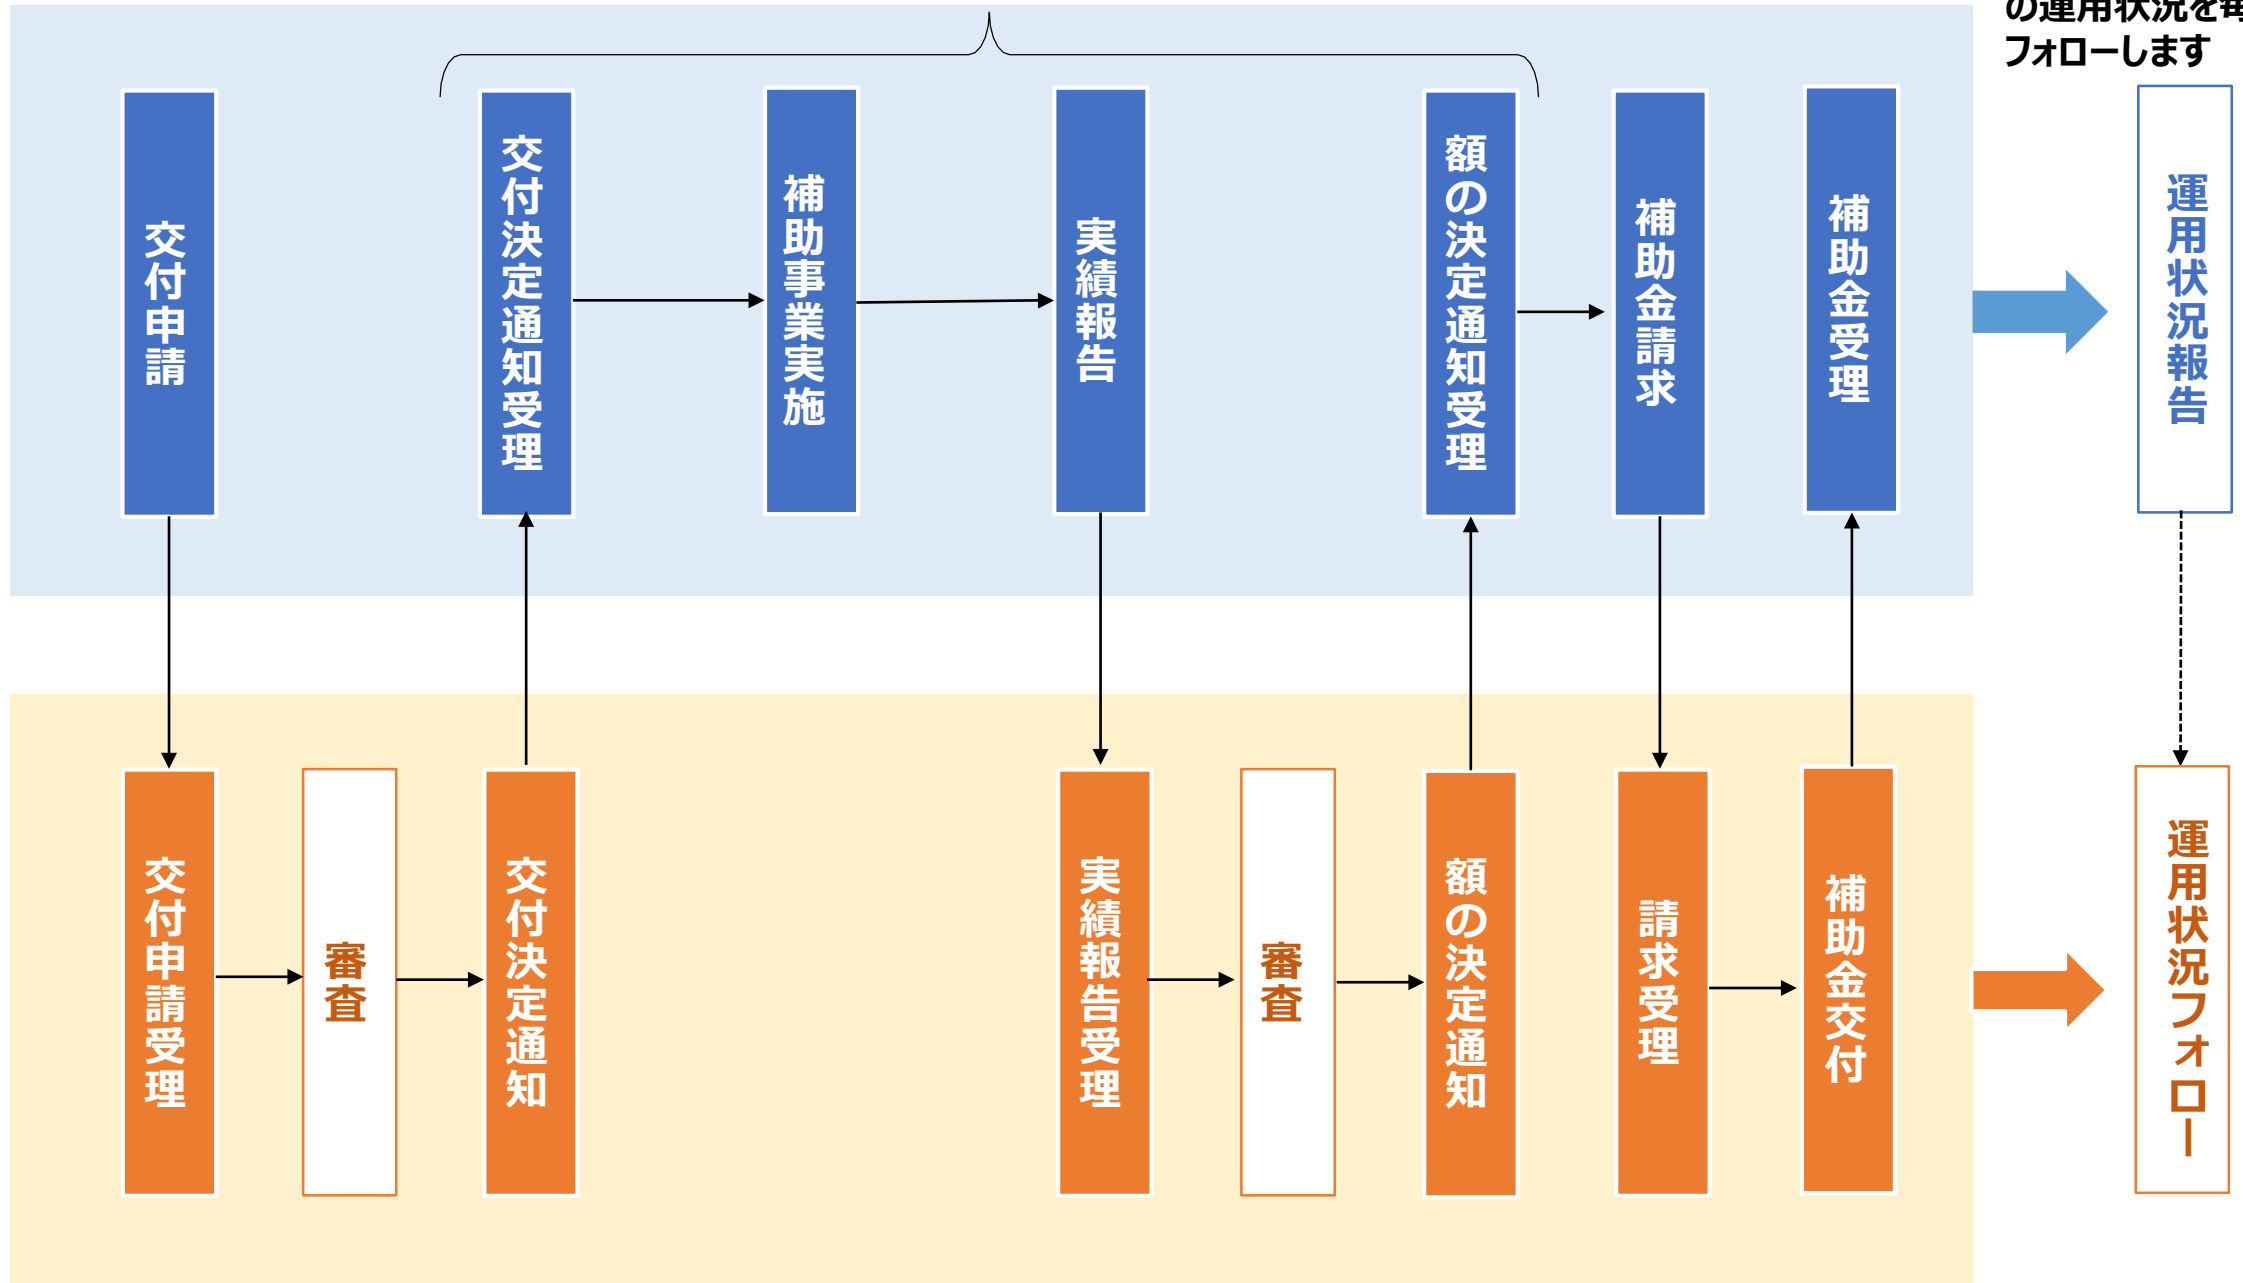 の運用状況を毎
フォローします
交付申請
交付決定通知受理
補助事業実施
実績報告
額の決定通知受理
補助金請求
補助金受理
運用状況報告
交付申請受理
審査
交付決定通知
実績報告受理
審査
額の決定通知
請求受理
補助金交付
運用状況フォロー